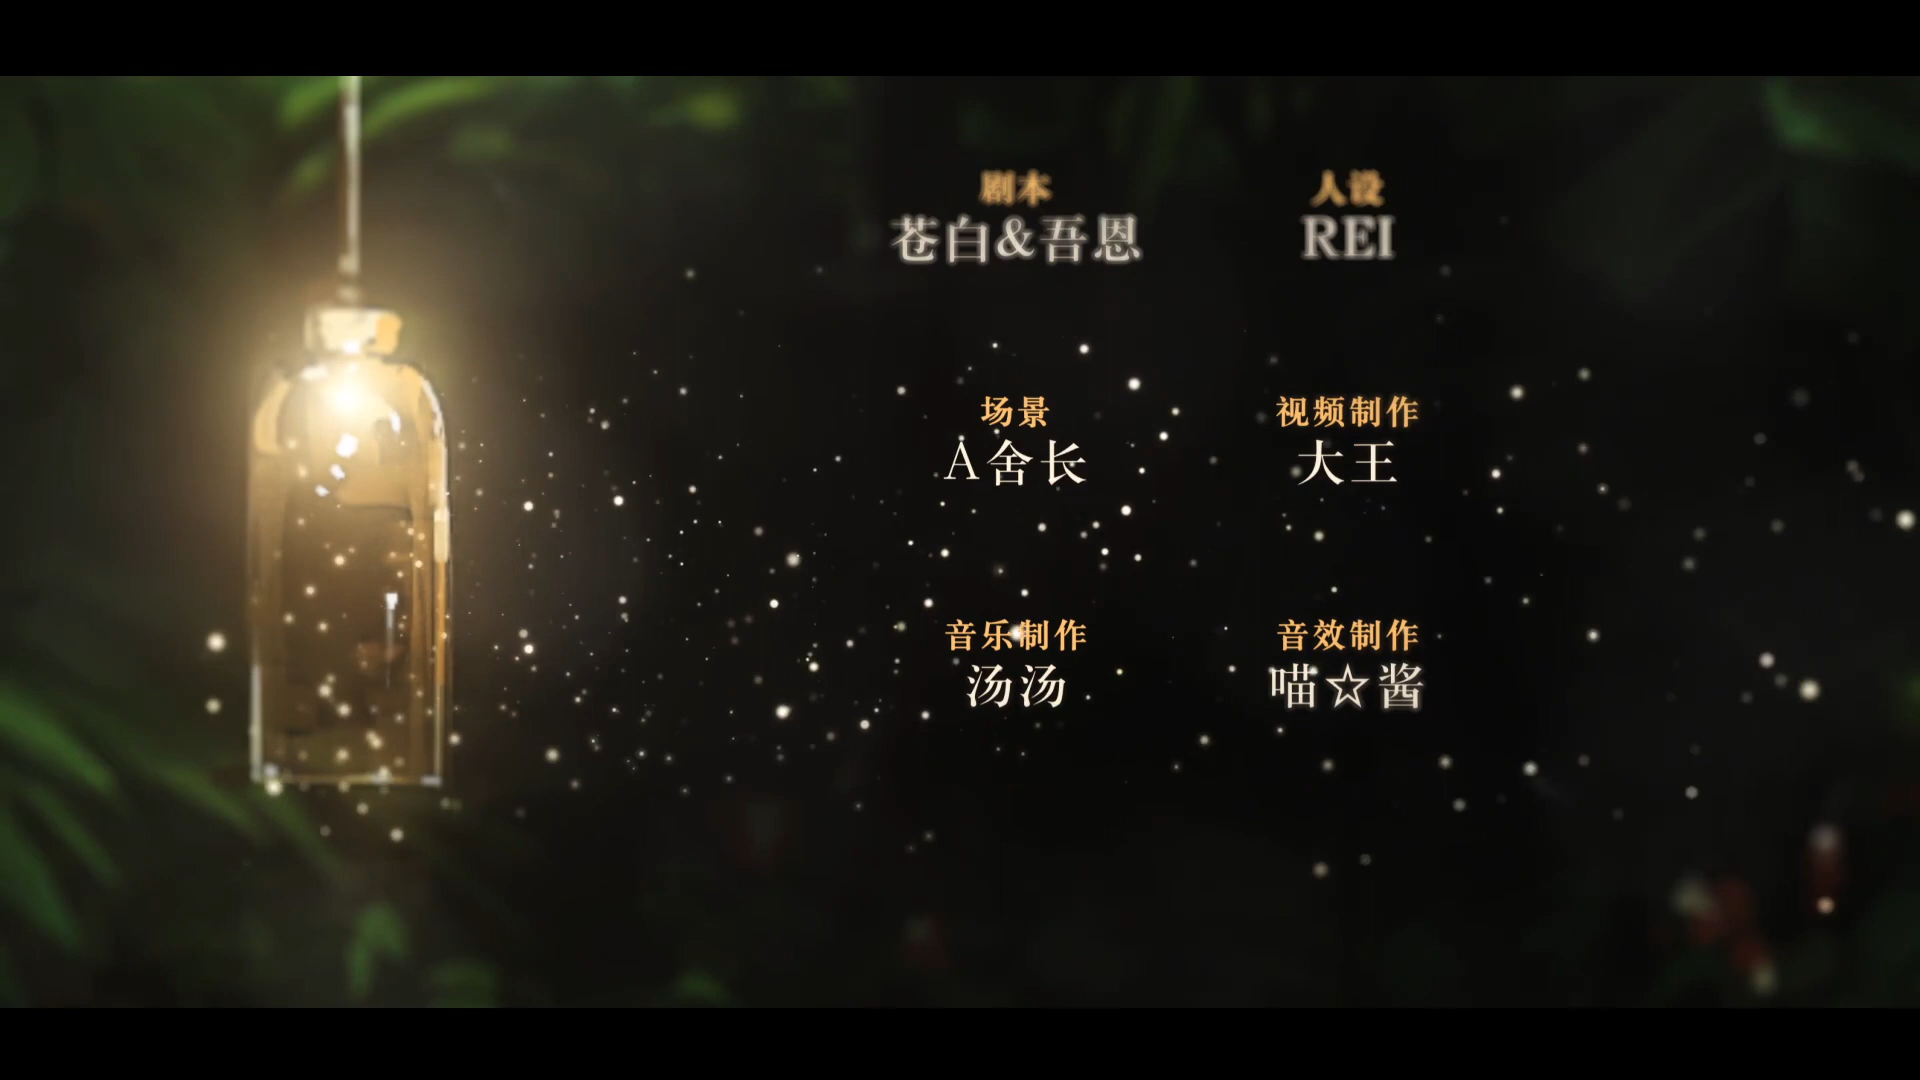 剧本
苍白&吾恩
人设
REI
场景
A舍长
视频制作
大王
音乐制作
汤汤
音效制作
喵☆酱